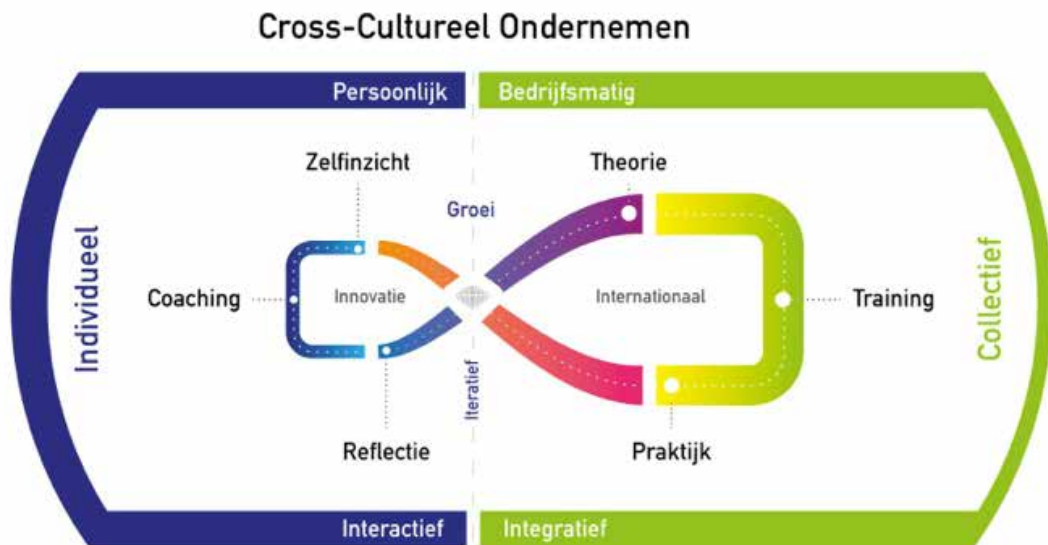 Cross-Cultureel Ondernemen
Persoonlijk
Bedrijfsmatig
Zelfinzicht
Theorie
Groei
Individueel
Coaching
Innovatie
Internationaal
Training
Collectief
Iteratief
Reflectie
Praktijk
Interactief
Integratief